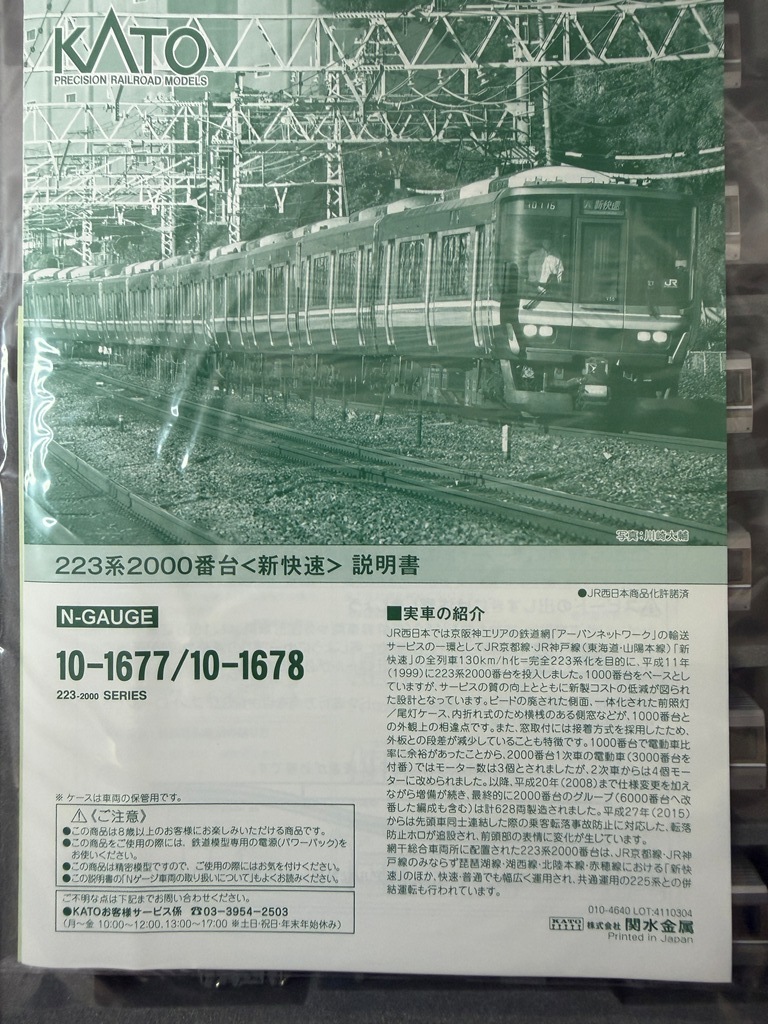 KATO
PRECISION RAILROAD MODELS
新快速
JR
写真:川崎大輔
223系2000番台<新快速> 説明書
●JR西日本商品化許諾済
N-GAUGE
10-1677/10-1678
223-2000 SERIES
■実車の紹介
JR西日本では京阪神エリアの鉄道網「アーバンネットワーク」の輸送
サービスの一環としてJR京都線・JR神戸線(東海道・山陽本線)「新
快速」の全列車130km/h化=完全223系化を目的に、平成11年
(1999)に223系2000番台を投入しました。1000番台をベースとし
ていますが、サービスの質の向上とともに新製コストの低減が図られ
た設計となっています。ビードの廃された側面、一体化された前照灯
/尾灯ケース、内折れ式のため横桟のある側窓などが、1000番台と
の外観上の相違点です。また、窓取付には接着方式を採用したため、
外板との段差が減少していることも特徴です。1000番台で電動車比
率に余裕があったことから、2000番台1次車の電動車(3000番台を
付番)ではモーター数は3個とされましたが、2次車からは4個モー
ターに改められました。以降、平成20年(2008)まで仕様変更を加え
ながら増備が続き、最終的に2000番台のグループ(6000番台へ改
番した編成も含む)は計628両製造されました。平成27年(2015)
からは先頭車同士連結した際の乗客転落事故防止に対応した、転落
防止ホロが追設され、前頭部の表情に変化が生じています。
網干総合車両所に配置された223系2000番台は、JR京都線・JR神
戸線のみならず琵琶湖線・湖西線・北陸本線・赤穂線における「新快
速」のほか、快速・普通でも幅広く運用され、共通運用の225系との併
結運転も行われています。
※ ケースは車両の保管用です。
⚠《ご注意》
●この商品は8歳以上のお客様にお楽しみいただける商品です。
●この商品をご使用の際には、鉄道模型専用の電源(パワーパック)を
お使いください。
●この商品は精密模型ですので、ご使用の際にはお気を付けください。
●この説明書の「Nゲージ車両の取り扱いについて」もよくお読みください。
ご不明な点は下記までお問い合わせください。
●KATOお客様サービス係 ☎03-3954-2503
(月〜金 10:00〜12:00、13:00〜17:00 ※土日・祝日・年末年始休み)
010-4640 LOT:4110304
KATO 株式会社 関水金属
Printed in Japan